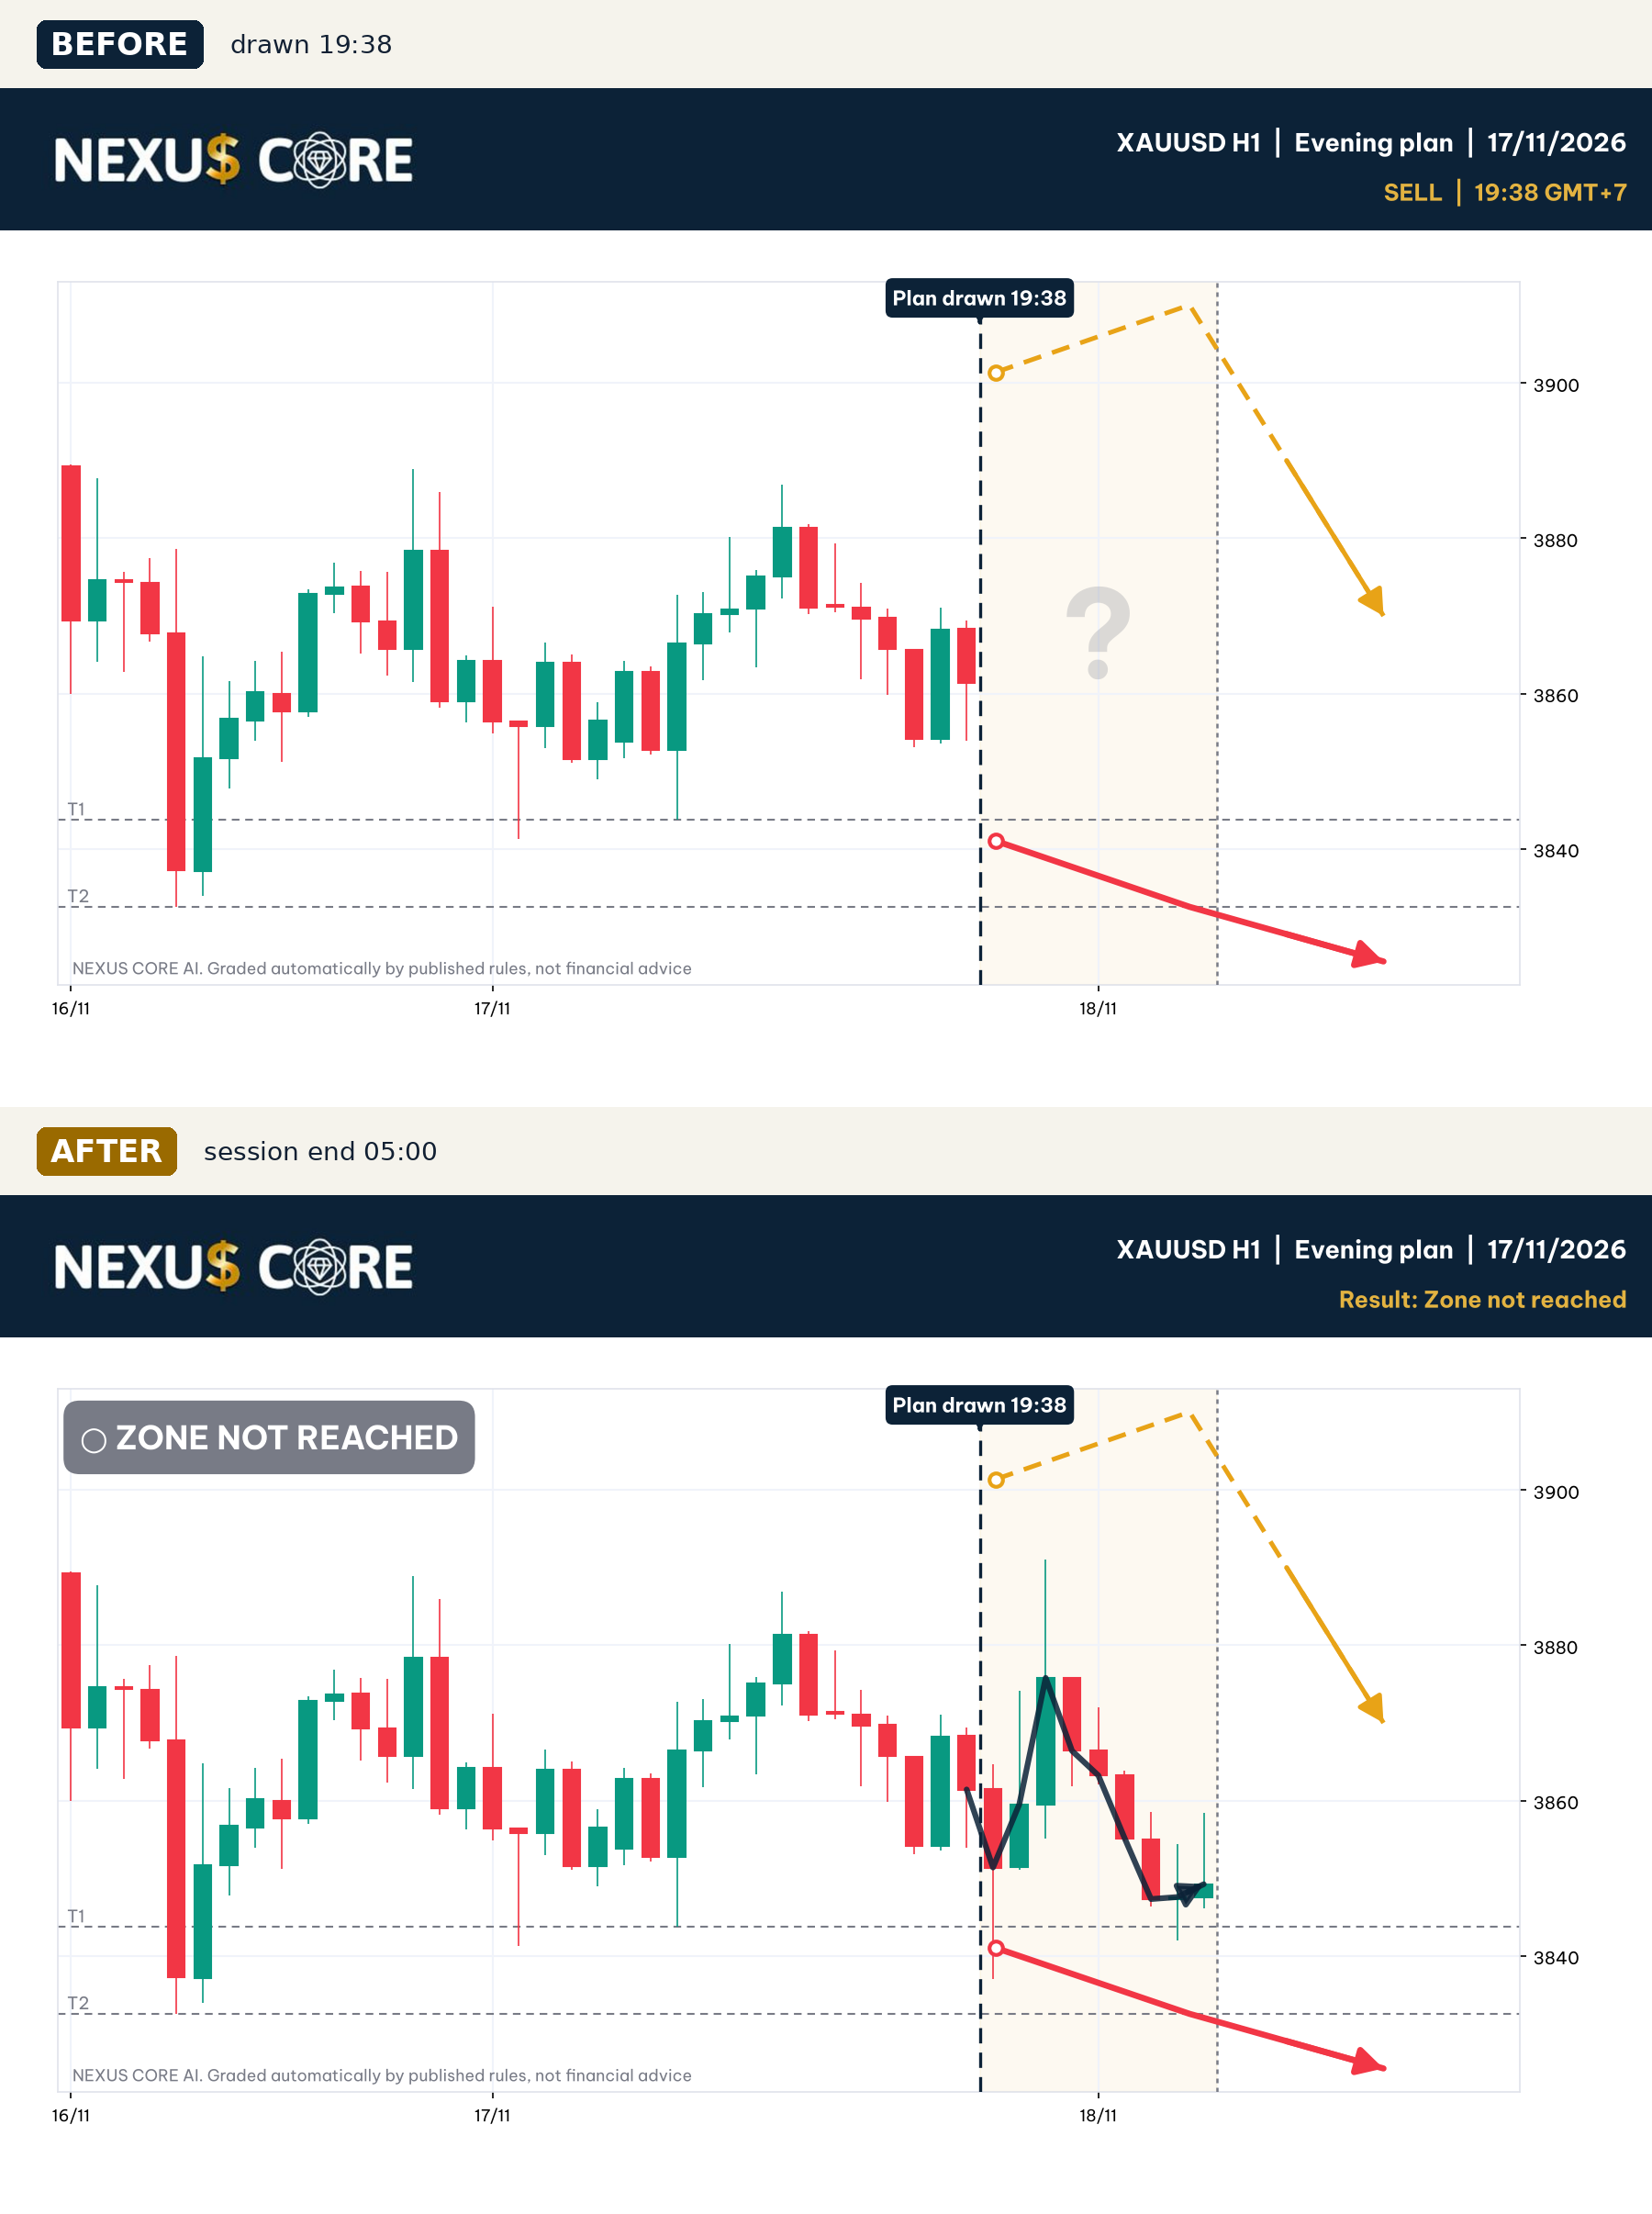 BEFORE drawn 19:38
NEXU$ CORE
XAUUSD H1 | Evening plan | 17/11/2026
SELL | 19:38 GMT+7
Plan drawn 19:38
3900
3880
?
3860
T1
3840
T2
NEXUS CORE AI. Graded automatically by published rules, not financial advice
16/11 17/11 18/11
AFTER session end 05:00
NEXU$ CORE
XAUUSD H1 | Evening plan | 17/11/2026
Result: Zone not reached
Plan drawn 19:38
○ ZONE NOT REACHED
3900
3880
3860
T1
3840
T2
NEXUS CORE AI. Graded automatically by published rules, not financial advice
16/11 17/11 18/11